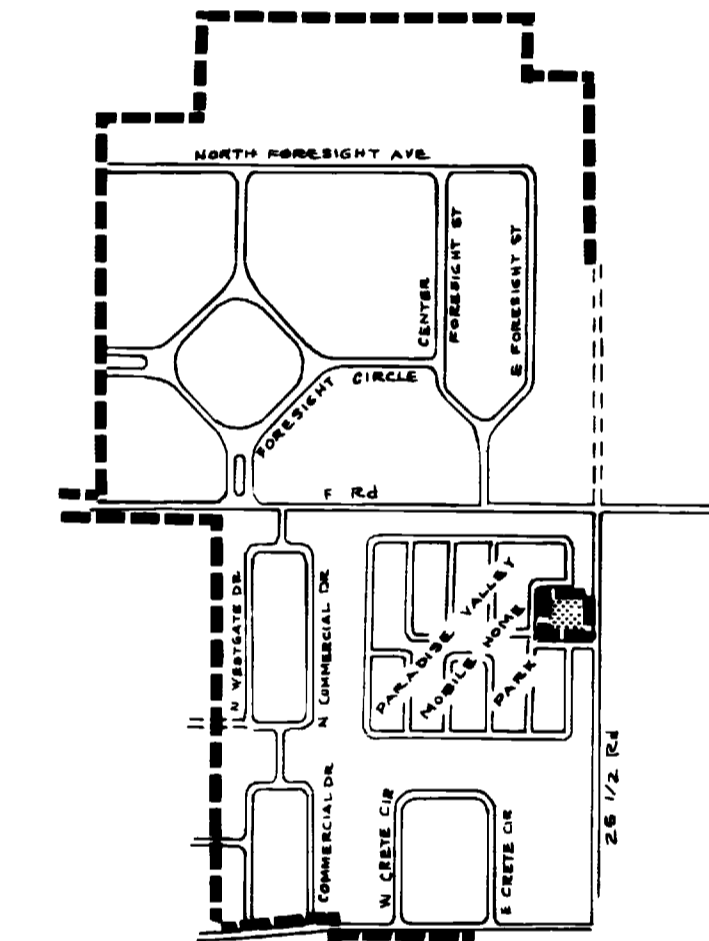 NORTH FORESIGHT AVE
CENTER
FORESIGHT ST
E FORESIGHT ST
FORESIGHT CIRCLE
F Rd
N WESTGATE DR
N COMMERCIAL DR
PARADISE VALLEY
MOBILE HOME
PARK
26 1/2 Rd
COMMERCIAL DR
W CRETE CIR
E CRETE CIR